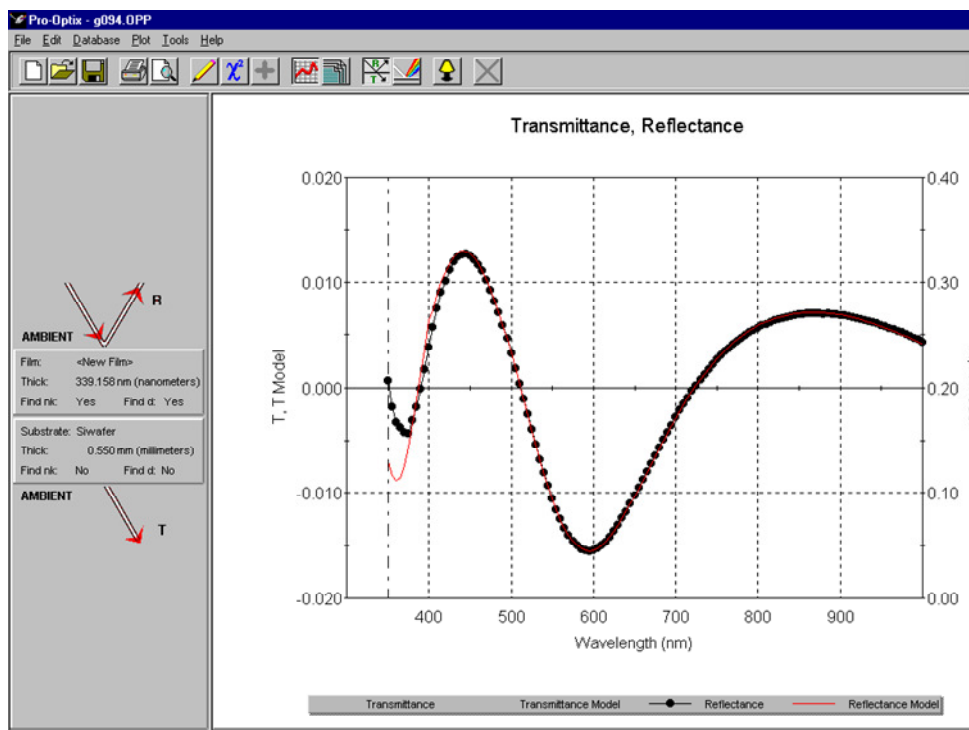 Pro-Optix - g094.OPP
File Edit Database Plot Tools Help
χ²
R
T
Transmittance, Reflectance
0.020
0.010
0.000
-0.010
-0.020
T, T Model
0.40
0.30
0.20
0.10
0.00
400 500 600 700 800 900
Wavelength (nm)
Transmittance Transmittance Model Reflectance Reflectance Model
R
AMBIENT
Film: <New Film>
Thick: 339.158 nm (nanometers)
Find nk: Yes Find d: Yes
Substrate: Siwafer
Thick: 0.550 mm (millimeters)
Find nk: No Find d: No
AMBIENT
T